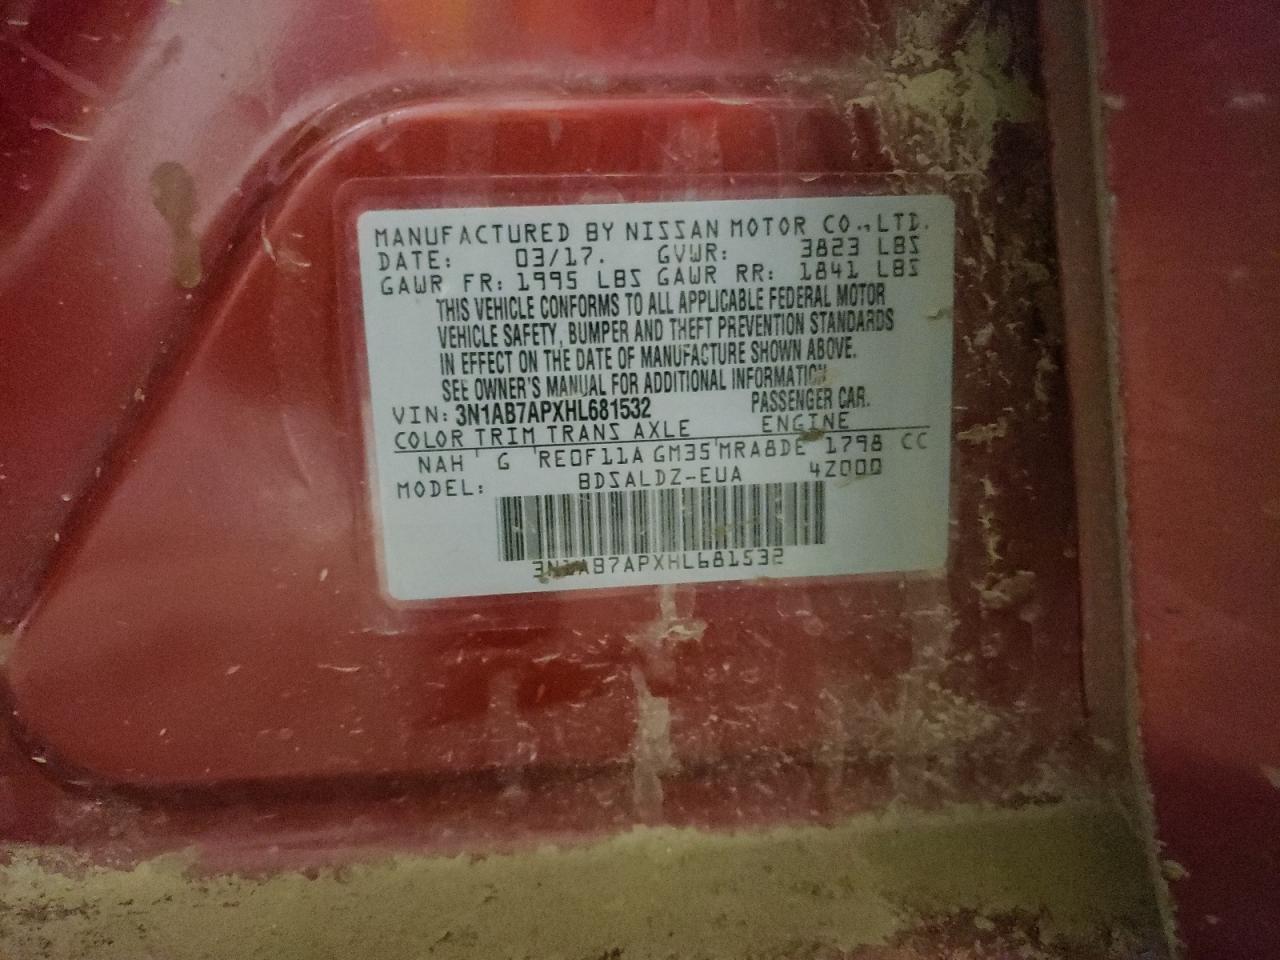 MANUFACTURED BY NISSAN MOTOR CO., LTD.
DATE: 03/17. GVWR: 3823 LBS
GAWR FR: 1995 LBS GAWR RR: 1841 LBS
THIS VEHICLE CONFORMS TO ALL APPLICABLE FEDERAL MOTOR
VEHICLE SAFETY, BUMPER AND THEFT PREVENTION STANDARDS
IN EFFECT ON THE DATE OF MANUFACTURE SHOWN ABOVE.
SEE OWNER'S MANUAL FOR ADDITIONAL INFORMATION
VIN: 3N1AB7APXHL681532 PASSENGER CAR.
COLOR TRIM TRANS AXLE ENGINE
NAH G RE0F11A GM35 MRA8DE 1798 CC
MODEL: BDSALDZ-EUA 4Z000
3N1AB7APXHL681532